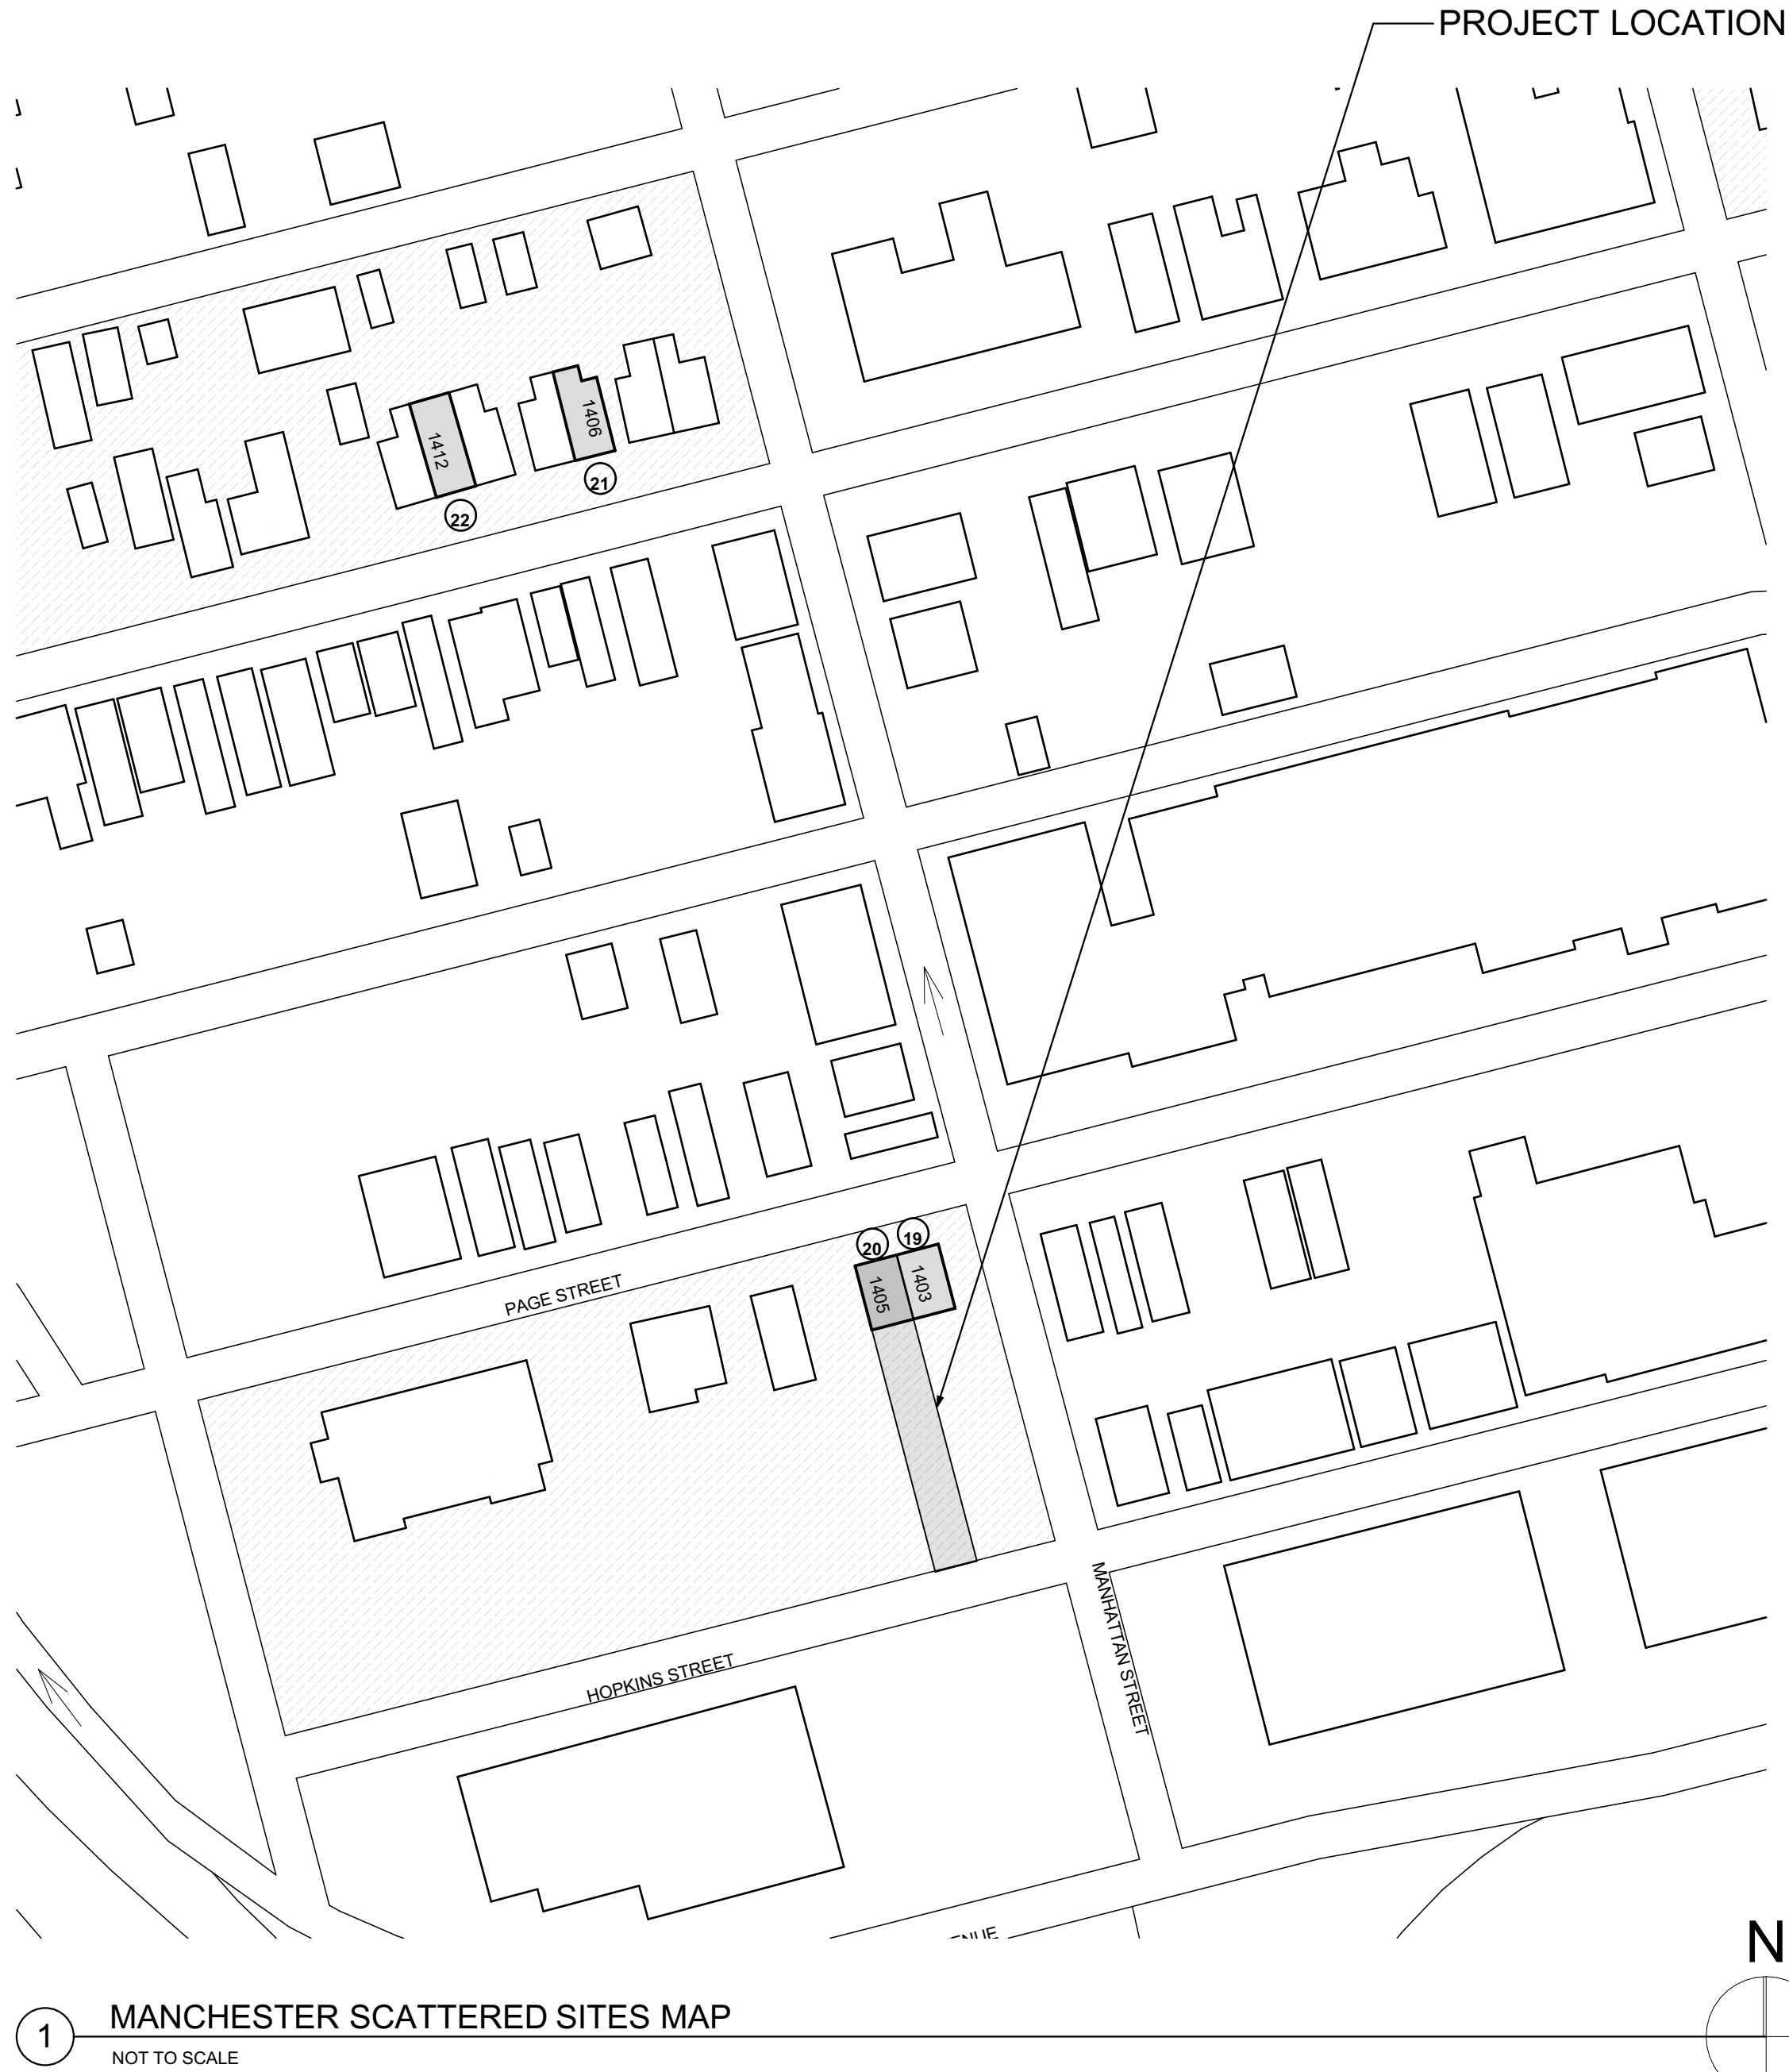 PROJECT LOCATION
1406
1412
21
22
19
20
1403
1405
PAGE STREET
MANHATTAN STREET
HOPKINS STREET
N
1
MANCHESTER SCATTERED SITES MAP
NOT TO SCALE